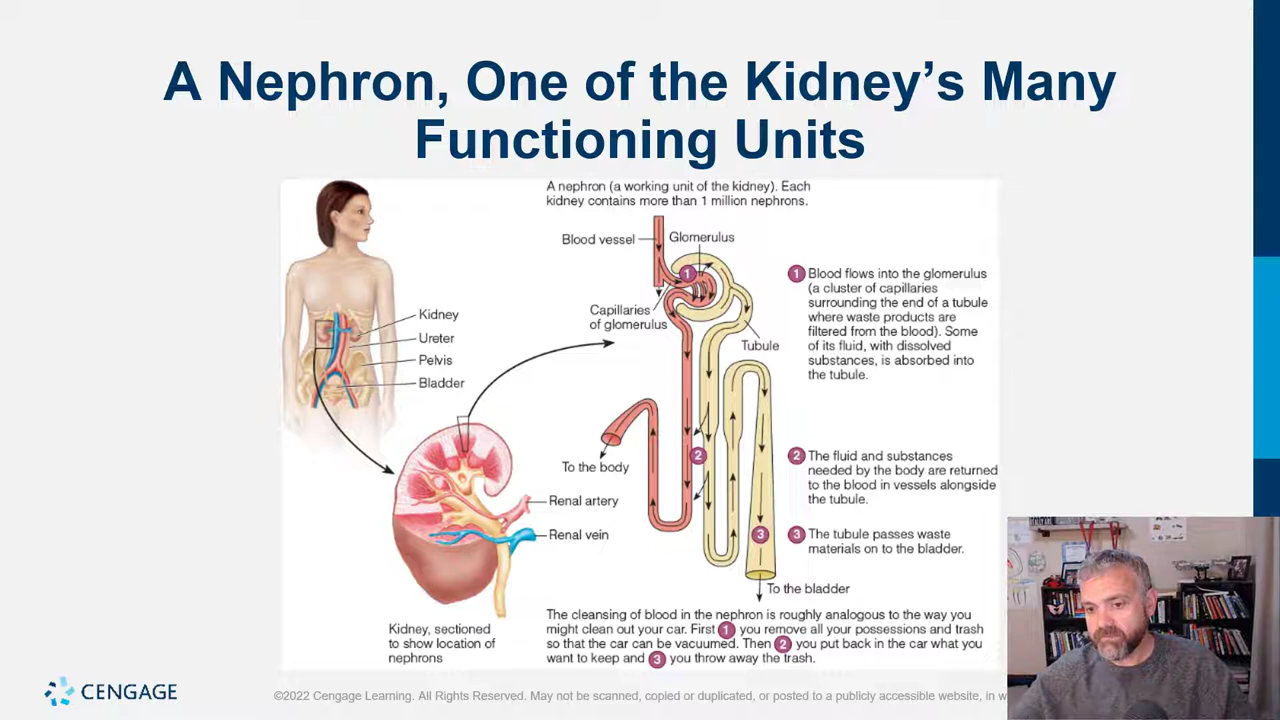 A Nephron, One of the Kidney’s Many
Functioning Units
A nephron (a working unit of the kidney). Each
kidney contains more than 1 million nephrons.
Blood vessel
Glomerulus
1
Capillaries
of glomerulus
Tubule
Kidney
Ureter
Pelvis
Bladder
1 Blood flows into the glomerulus
(a cluster of capillaries
surrounding the end of a tubule
where waste products are
filtered from the blood). Some
of its fluid, with dissolved
substances, is absorbed into
the tubule.
To the body
2
2 The fluid and substances
needed by the body are returned
to the blood in vessels alongside
the tubule.
Renal artery
Renal vein
3
3 The tubule passes waste
materials on to the bladder.
To the bladder
Kidney, sectioned
to show location of
nephrons
The cleansing of blood in the nephron is roughly analogous to the way you
might clean out your car. First 1 you remove all your possessions and trash
so that the car can be vacuumed. Then 2 you put back in the car what you
want to keep and 3 you throw away the trash.
CENGAGE
©2022 Cengage Learning. All Rights Reserved. May not be scanned, copied or duplicated, or posted to a publicly accessible website, in w